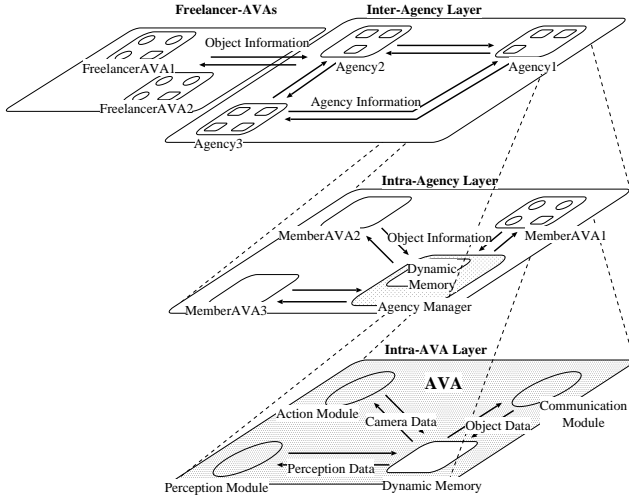 Freelancer-AVAs
Inter-Agency Layer
Object Information
FreelancerAVA1
Agency2
Agency1
FreelancerAVA2
Agency Information
Agency3
Intra-Agency Layer
MemberAVA2
Object Information
MemberAVA1
Dynamic
Memory
MemberAVA3
Agency Manager
Intra-AVA Layer
AVA
Action Module
Camera Data
Object Data
Communication
Module
Perception Data
Perception Module
Dynamic Memory